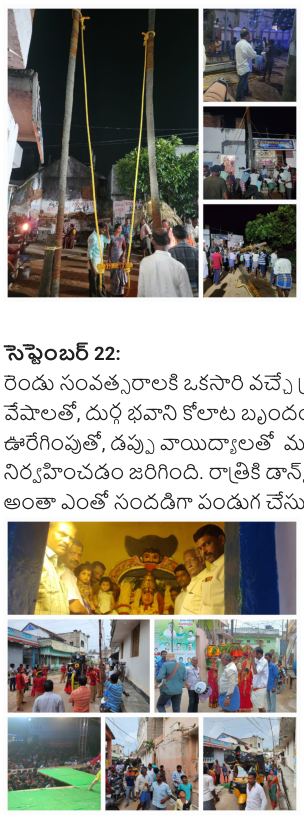 సెప్టెంబర్ 22:
రెండు సంవత్సరాలకి ఒకసారి వచ్చే
వేషాలతో, దుర్గ భవాని కోలాట
ఊరేగింపుతో, డప్పు వాయిద్యాలతో
నిర్వహించడం జరిగింది. రాత్రికి
అంతా ఎంతో సందడిగా పండుగ